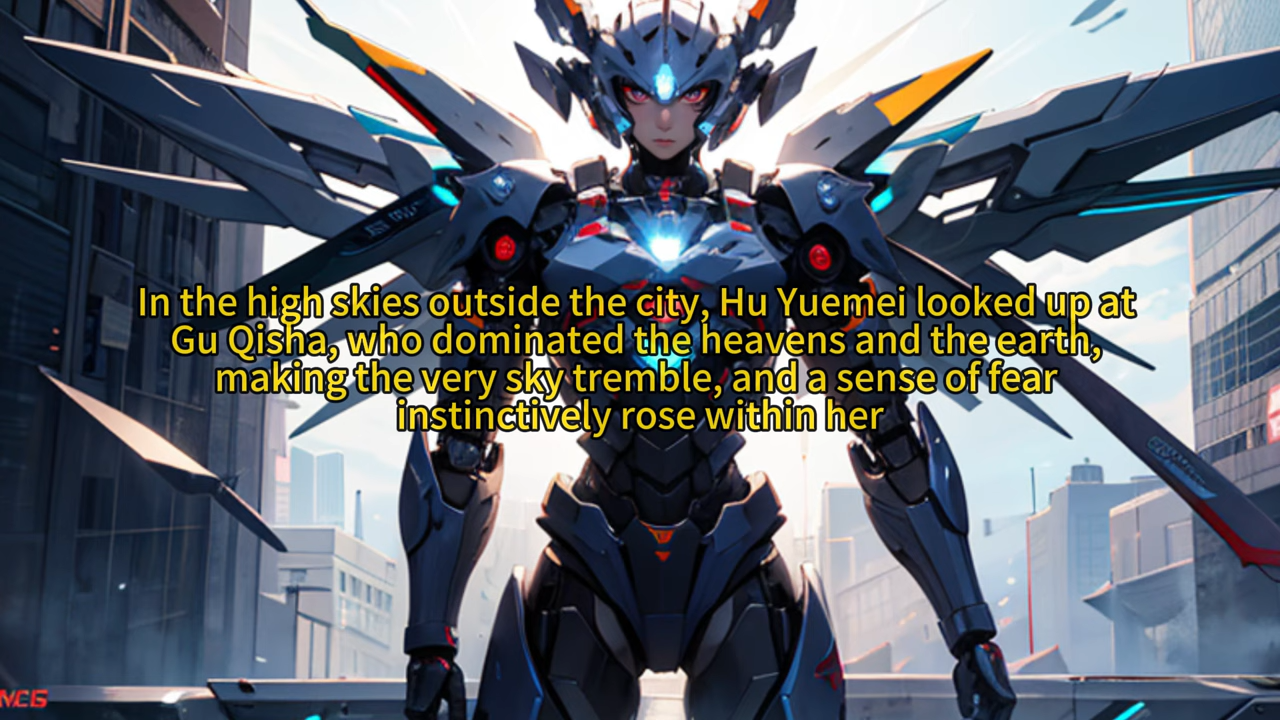 In the high skies outside the city, Hu Yuemei looked up at
Gu Qisha, who dominated the heavens and the earth,
making the very sky tremble, and a sense of fear
instinctively rose within her